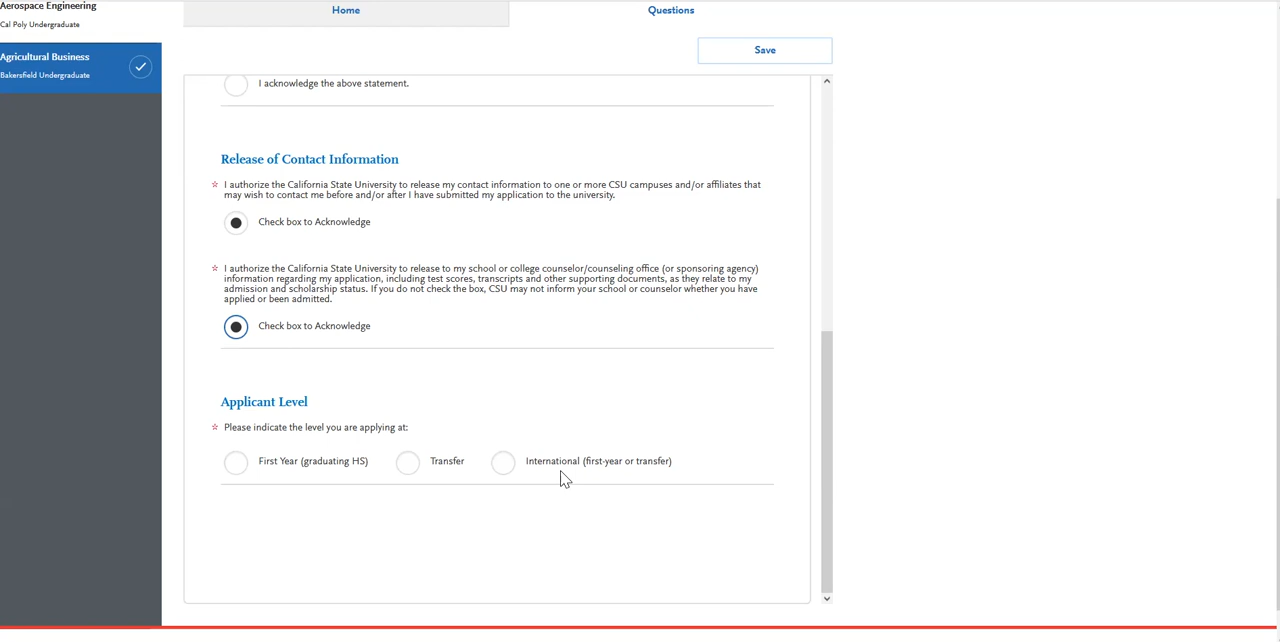 Aerospace Engineering
Cal Poly Undergraduate
Agricultural Business
Bakersfield Undergraduate
Home
Questions
Save
I acknowledge the above statement.
Release of Contact Information
☆ I authorize the California State University to release my contact information to one or more CSU campuses and/or affiliates that
may wish to contact me before and/or after I have submitted my application to the university.
Check box to Acknowledge
☆ I authorize the California State University to release to my school or college counselor/counseling office (or sponsoring agency)
information regarding my application, including test scores, transcripts and other supporting documents, as they relate to my
admission and scholarship status. If you do not check the box, CSU may not inform your school or counselor whether you have
applied or been admitted.
Check box to Acknowledge
Applicant Level
☆ Please indicate the level you are applying at:
First Year (graduating HS) Transfer International (first-year or transfer)